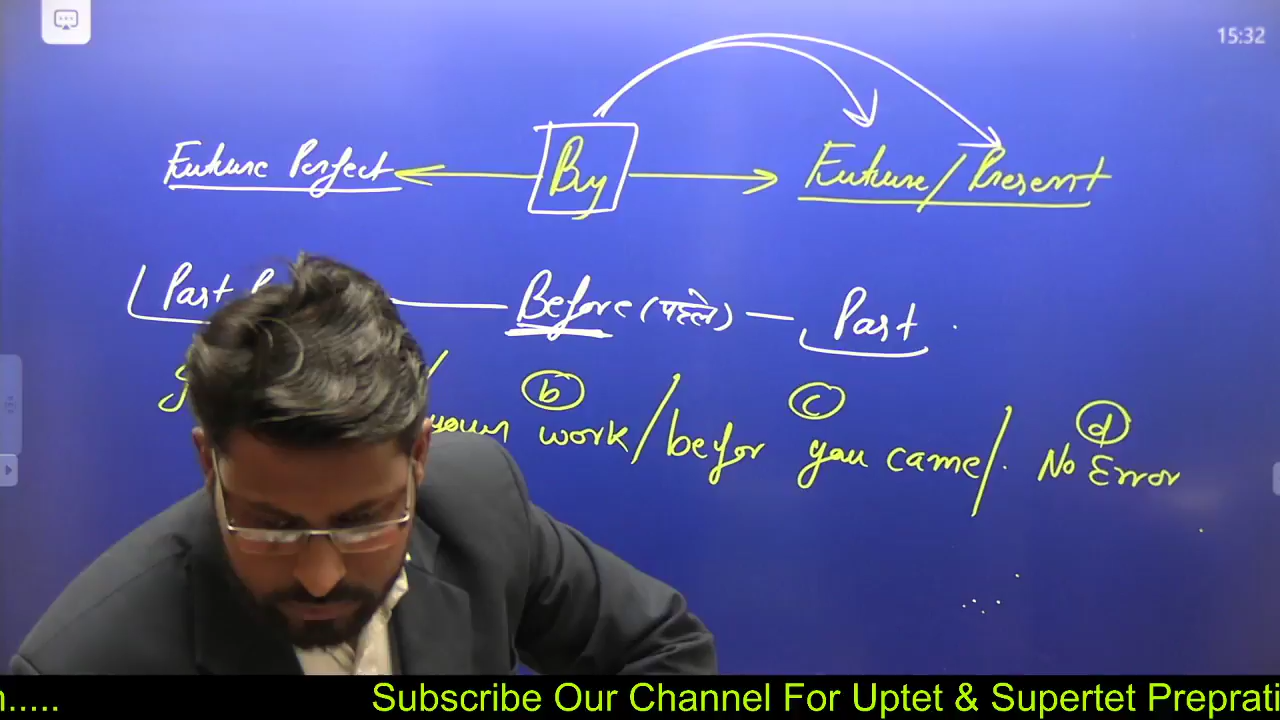 15:32
Future Perfect By Future/Present
Past Before (पहले) — Past
b c d
your work/befor you came/. No Error
Subscribe Our Channel For Uptet & Supertet Preprati